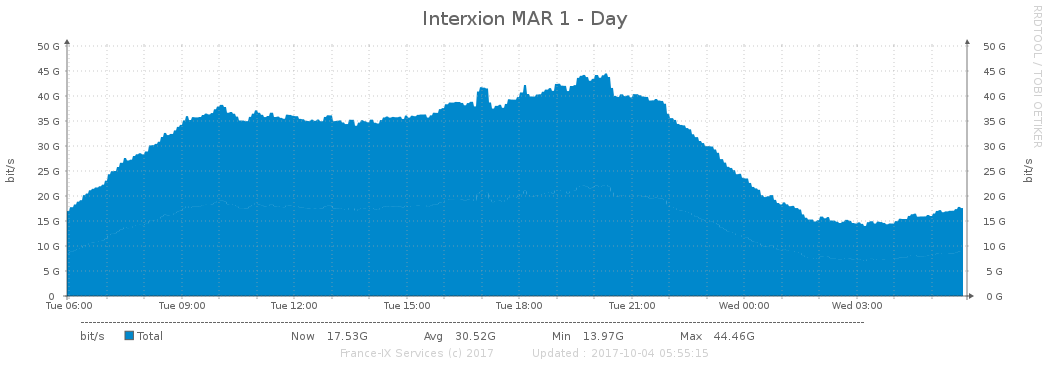 Interxion MAR 1 - Day
RRDTOOL / TOBI OETIKER
50 G 50 G
45 G 45 G
40 G 40 G
35 G 35 G
30 G 30 G
25 G 25 G
20 G 20 G
15 G 15 G
10 G 10 G
5 G 5 G
0 0 G
bit/s bit/s
Tue 06:00 Tue 09:00 Tue 12:00 Tue 15:00 Tue 18:00 Tue 21:00 Wed 00:00 Wed 03:00
bit/s Total Now 17.53G Avg 30.52G Min 13.97G Max 44.46G
France-IX Services (c) 2017 Updated : 2017-10-04 05:55:15